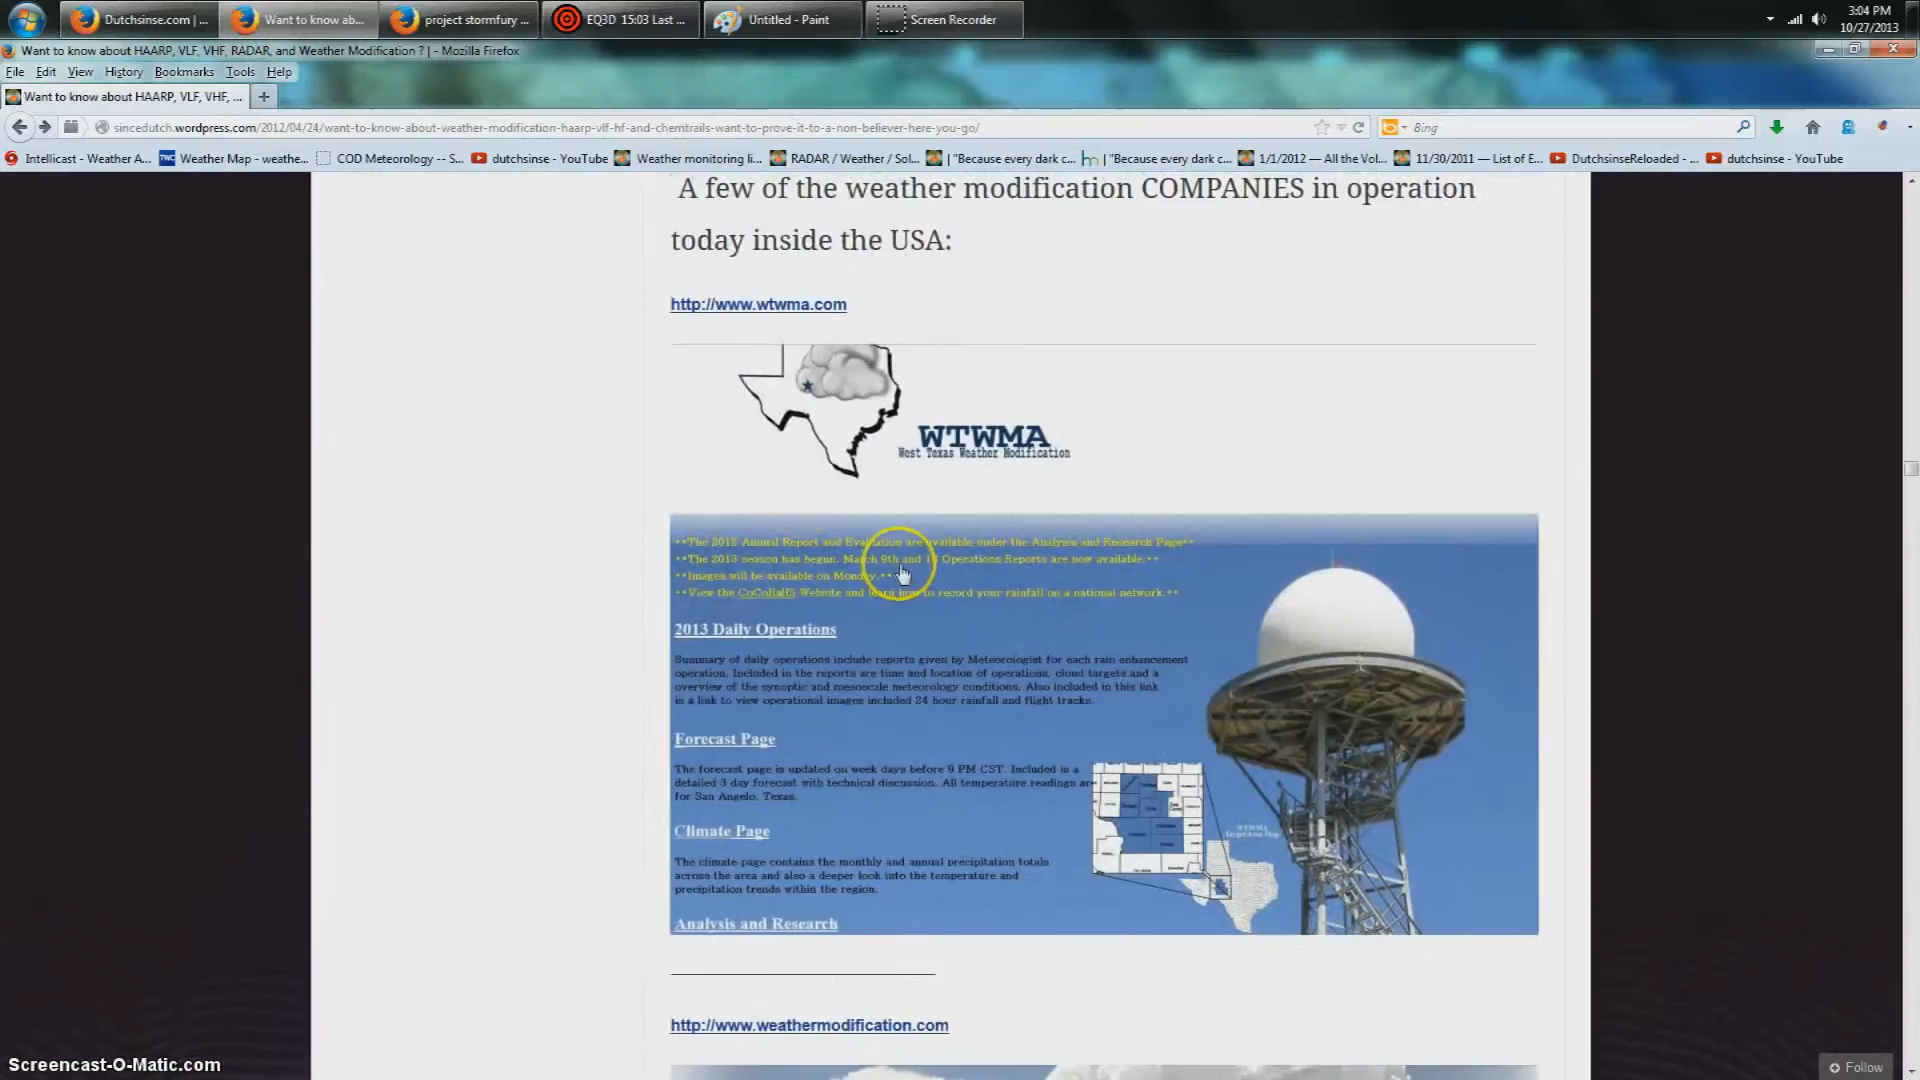 Dutchsinse.com | ...
Want to know ab...
project stormfury ...
EQ3D 15:03 Last ...
Untitled - Paint
Screen Recorder
3:04 PM
10/27/2013
Want to know about HAARP, VLF, VHF, RADAR, and Weather Modification ? | - Mozilla Firefox
File Edit View History Bookmarks Tools Help
Want to know about HAARP, VLF, VHF, ...
sincedutch.wordpress.com/2012/04/24/want-to-know-about-weather-modification-haarp-vlf-hf-and-chemtrails-want-to-prove-it-to-a-non-believer-here-you-go/
Bing
Intellicast - Weather A...
TWC Weather Map - weathe...
COD Meteorology -- S...
dutchsinse - YouTube
Weather monitoring li...
RADAR / Weather / Sol...
| "Because every dark c...
| "Because every dark c...
1/1/2012 — All the Vol...
11/30/2011 — List of E...
DutchsinseReloaded - ...
dutchsinse - YouTube
A few of the weather modification COMPANIES in operation
today inside the USA:
http://www.wtwma.com
WTWMA
West Texas Weather Modification
**The 2012 Annual Report and Evaluation are available under the Analysis and Research Page**
**The 2013 season has begun. March 9th and Operations Reports are now available.**
**Images will be available on Monday.**
**View the CoCoRaHS Website and learn how to record your rainfall on a national network.**
2013 Daily Operations
Summary of daily operations include reports given by Meteorologist for each rain enhancement
operation. Included in the reports are time and location of operations, cloud targets and a
overview of the synoptic and mesoscale meteorology conditions. Also included in this link
is a link to view operational images included 24 hour rainfall and flight tracks.
Forecast Page
The forecast page is updated on week days before 9 PM CST. Included is a
detailed 3 day forecast with technical discussion. All temperature readings are
for San Angelo, Texas.
Climate Page
The climate page contains the monthly and annual precipitation totals
across the area and also a deeper look into the temperature and
precipitation trends within the region.
WTWMA
Target Area Map
Analysis and Research
http://www.weathermodification.com
Screencast-O-Matic.com
Follow